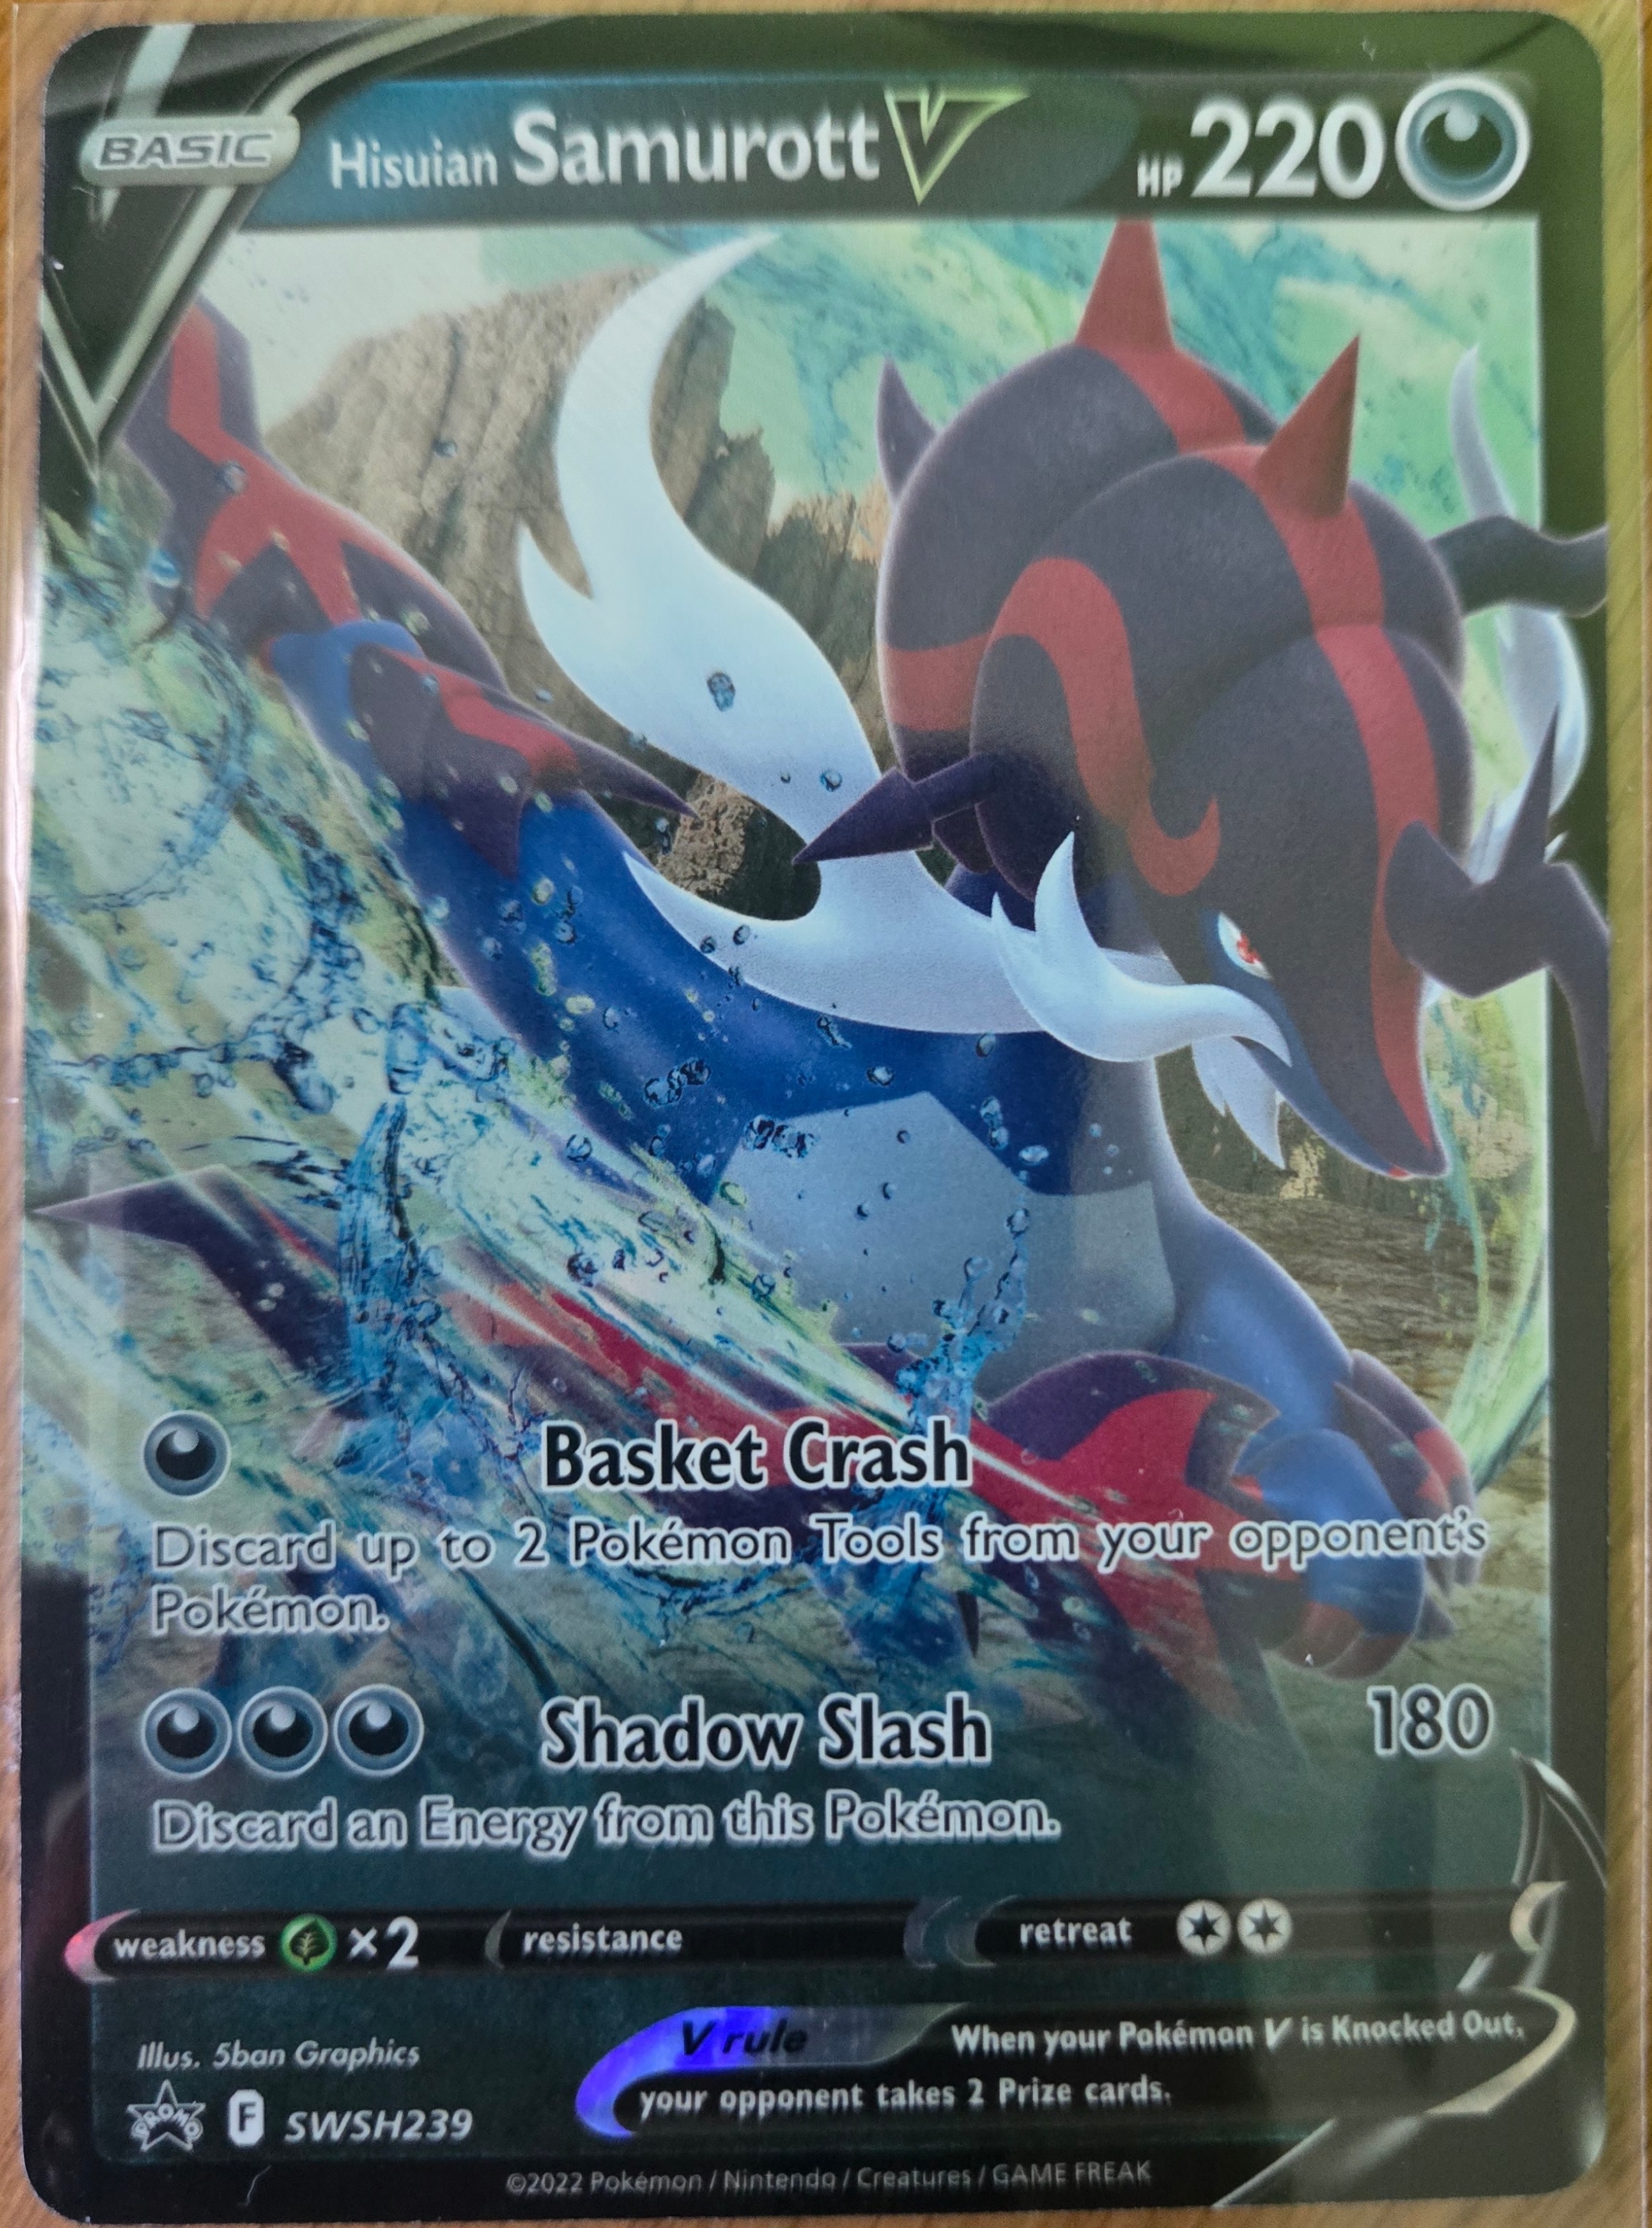 BASIC
Hisuian Samurott V HP 220
Basket Crash
Discard up to 2 Pokémon Tools from your opponent's
Pokémon.
Shadow Slash 180
Discard an Energy from this Pokémon.
weakness ×2 resistance retreat
Illus. 5ban Graphics
V rule When your Pokémon V is Knocked Out,
your opponent takes 2 Prize cards.
PROMO F SWSH239
©2022 Pokémon / Nintendo / Creatures / GAME FREAK